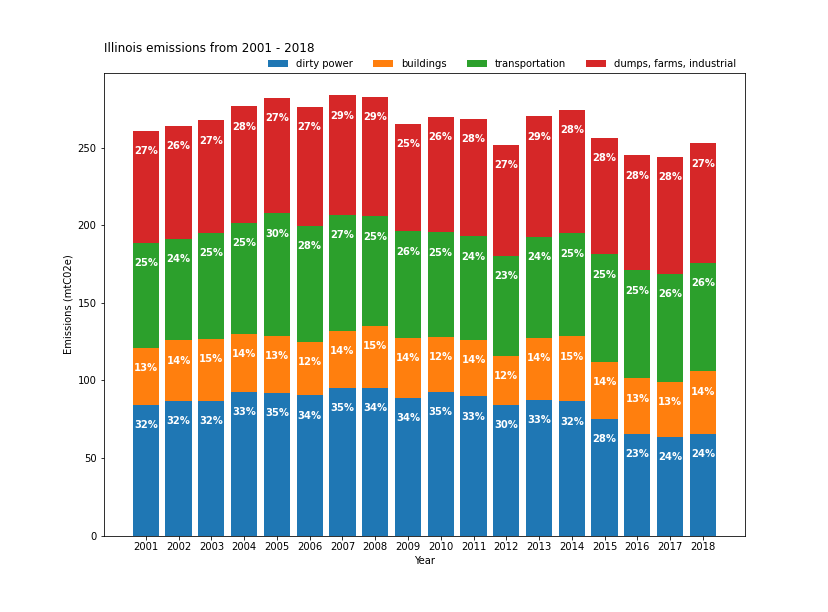 Illinois emissions from 2001 - 2018
dirty power buildings transportation dumps, farms, industrial
Emissions (mtC02e)
250
200
150
100
50
0
27% 26% 27% 28% 27% 27% 29% 29% 25% 26% 28% 27% 29% 28% 28% 28% 28% 27%
25% 24% 25% 25% 30% 28% 27% 25% 26% 25% 24% 23% 24% 25% 25% 25% 26% 26%
13% 14% 15% 14% 13% 12% 14% 15% 14% 12% 14% 12% 14% 15% 14% 13% 13% 14%
32% 32% 32% 33% 35% 34% 35% 34% 34% 35% 33% 30% 33% 32% 28% 23% 24% 24%
2001 2002 2003 2004 2005 2006 2007 2008 2009 2010 2011 2012 2013 2014 2015 2016 2017 2018
Year